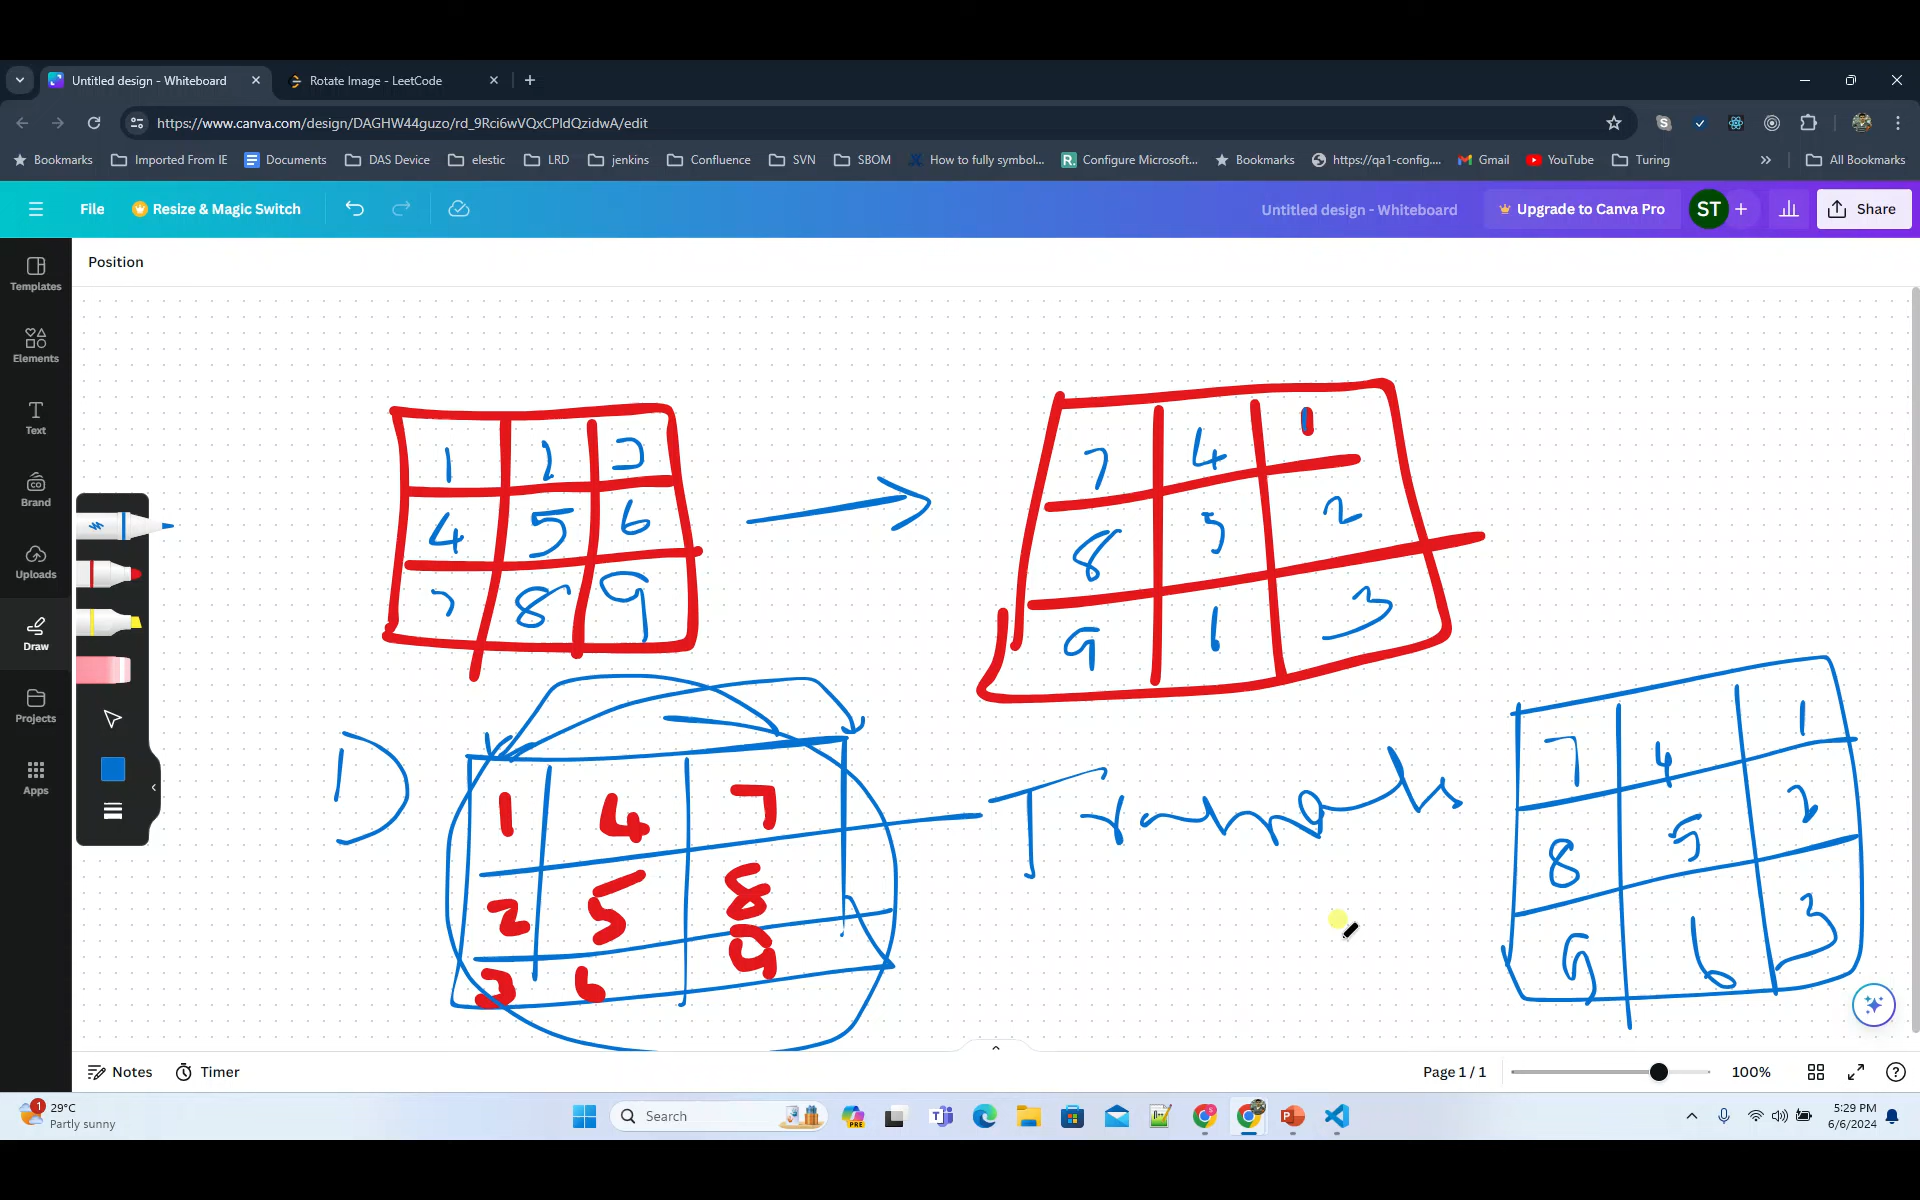 Untitled design - Whiteboard
Rotate Image - LeetCode
https://www.canva.com/design/DAGHW44guzo/rd_9Rci6wVQxCPIdQzidwA/edit
Bookmarks
Imported From IE
Documents
DAS Device
elestic
LRD
jenkins
Confluence
SVN
SBOM
How to fully symbol...
Configure Microsoft...
Bookmarks
https://qa1-config....
Gmail
YouTube
Turing
All Bookmarks
File
Resize & Magic Switch
Untitled design - Whiteboard
Upgrade to Canva Pro
ST
Share
Position
Templates
Elements
Text
Brand
Uploads
Draw
Projects
Apps
1 2 3
4 5 6
7 8 9
7 4 1
8 5 2
9 6 3
1)
1 4 7
2 5 8
3 6 9
7 4 1
8 5 2
9 6 3
Notes
Timer
Page 1 / 1
100%
1
29°C
Partly sunny
Search
PRE
5:29 PM
6/6/2024